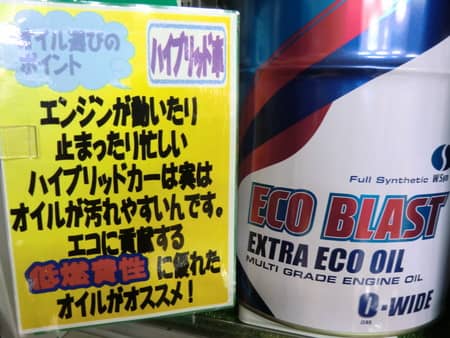 オイル選びの
ポイント
ハイブリッド車
エンジンが動いたり
止まったり忙しい
ハイブリッドカーは実は
オイルが汚れやすいんです。
エコに貢献する
低燃費性に優れた
オイルがオススメ!
Full Synthetic
ECO BLAST
EXTRA ECO OIL
MULTI GRADE ENGINE OIL
0-WIDE